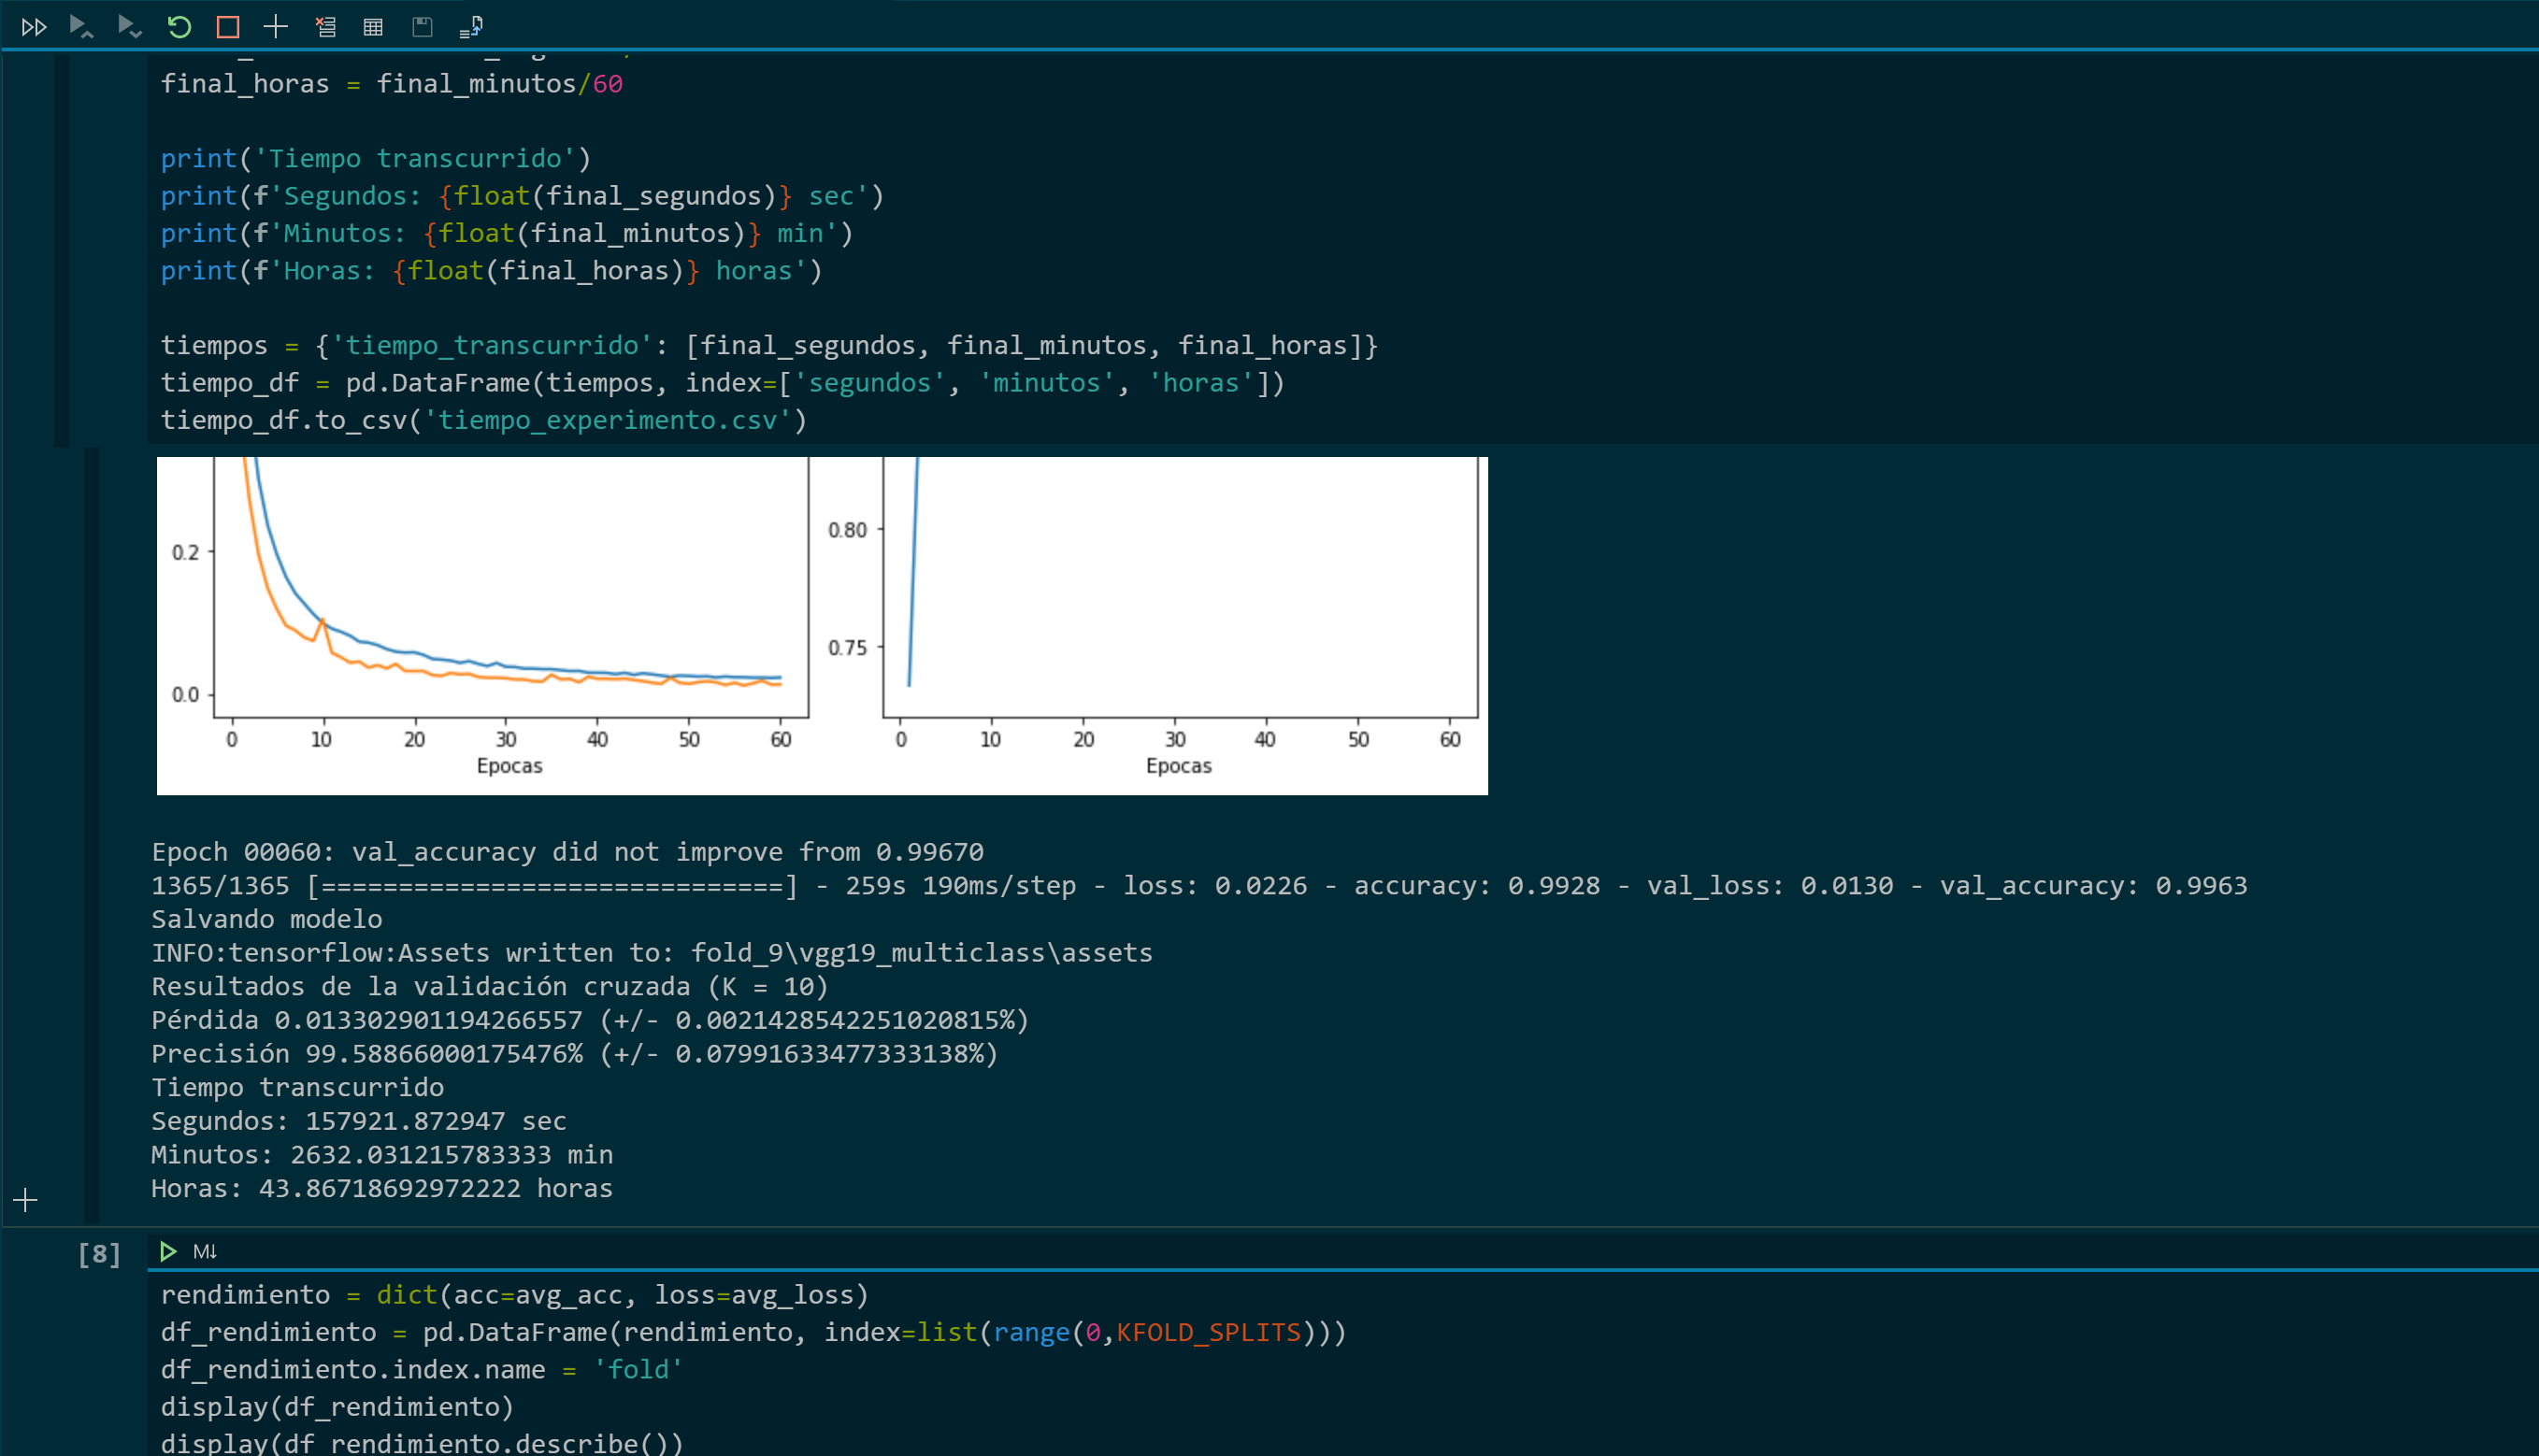 final_horas = final_minutos/60
print('Tiempo transcurrido')
print(f'Segundos: {float(final_segundos)} sec')
print(f'Minutos: {float(final_minutos)} min')
print(f'Horas: {float(final_horas)} horas')
tiempos = {'tiempo_transcurrido': [final_segundos, final_minutos, final_horas]}
tiempo_df = pd.DataFrame(tiempos, index=['segundos', 'minutos', 'horas'])
tiempo_df.to_csv('tiempo_experimento.csv')
0.2
0.0
0 10 20 30 40 50 60
Epocas
0.80
0.75
0 10 20 30 40 50 60
Epocas
Epoch 00060: val_accuracy did not improve from 0.99670
1365/1365 [==============================] - 259s 190ms/step - loss: 0.0226 - accuracy: 0.9928 - val_loss: 0.0130 - val_accuracy: 0.9963
Salvando modelo
INFO:tensorflow:Assets written to: fold_9\vgg19_multiclass\assets
Resultados de la validación cruzada (K = 10)
Pérdida 0.013302901194266557 (+/- 0.0021428542251020815%)
Precisión 99.58866000175476% (+/- 0.07991633477333138%)
Tiempo transcurrido
Segundos: 157921.872947 sec
Minutos: 2632.031215783333 min
Horas: 43.86718692972222 horas
[8]
M↓
rendimiento = dict(acc=avg_acc, loss=avg_loss)
df_rendimiento = pd.DataFrame(rendimiento, index=list(range(0,KFOLD_SPLITS)))
df_rendimiento.index.name = 'fold'
display(df_rendimiento)
display(df_rendimiento.describe())